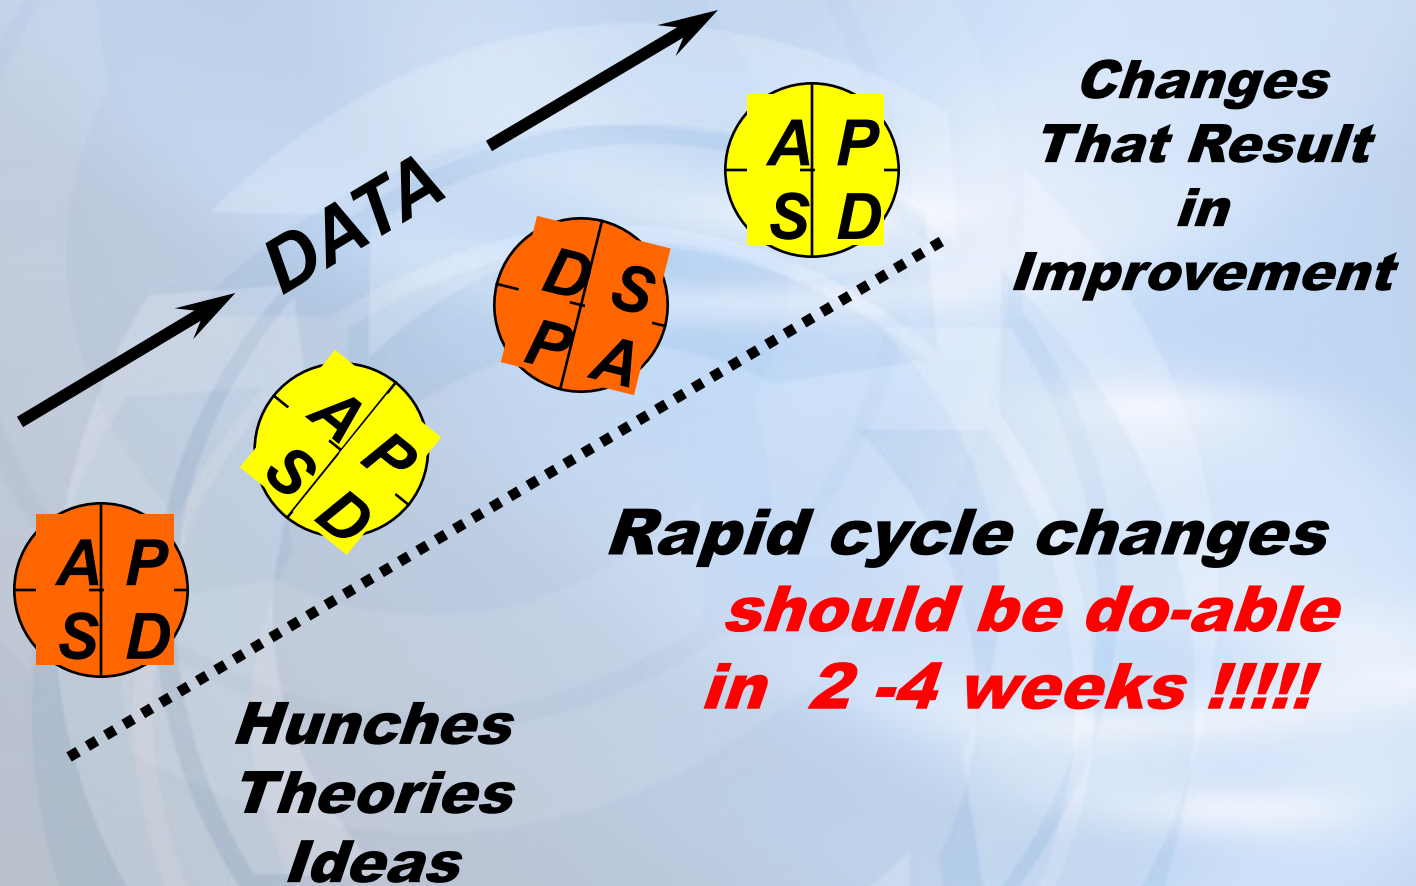 DATA
Changes
That Result
in
Improvement
A P
S D
D S
P A
A P
S D
A P
S D
Rapid cycle changes
should be do-able
in 2 -4 weeks !!!!!
Hunches
Theories
Ideas